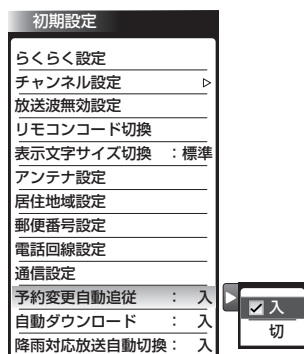 初期設定
らくらく設定
チャンネル設定
放送波無効設定
リモコンコード切換
表示文字サイズ切換 ：標準
アンテナ設定
居住地域設定
郵便番号設定
電話回線設定
通信設定
予約変更自動追従 ： 入
自動ダウンロード ： 入
降雨対応放送自動切換： 入
入
切